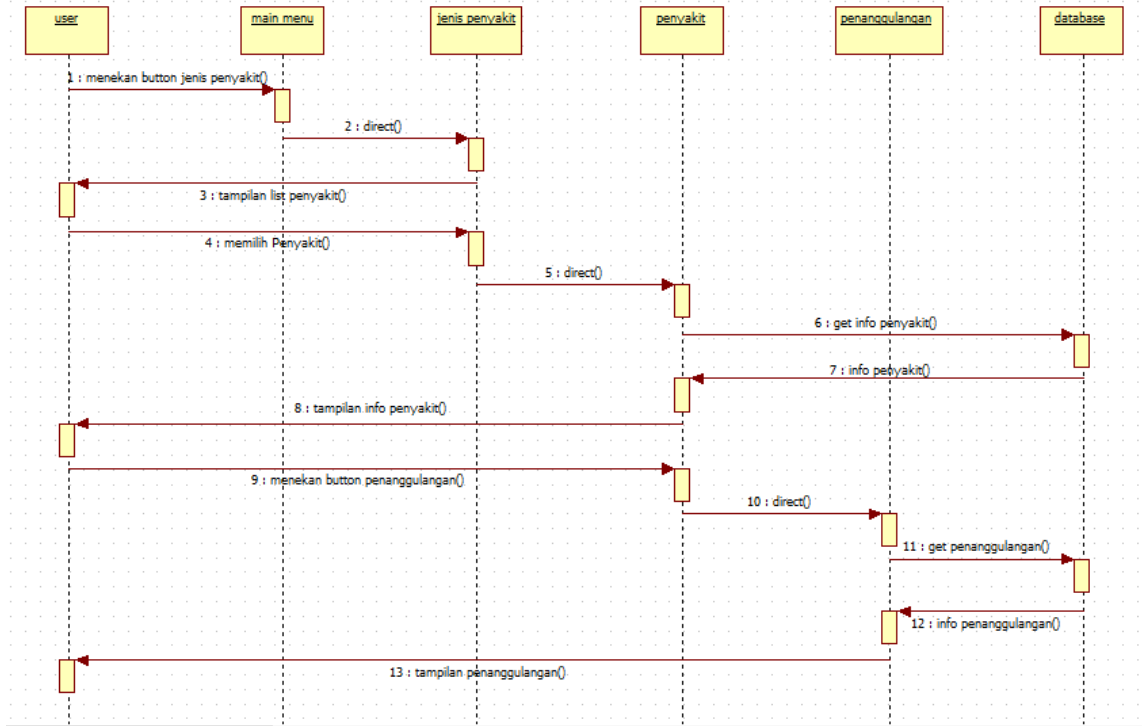 user
main menu
jenis penyakit
penyakit
penanggulangan
database
1 : menekan button jenis penyakit()
2 : direct()
3 : tampilan list penyakit()
4 : memilih Penyakit()
5 : direct()
6 : get info penyakit()
7 : info penyakit()
8 : tampilan info penyakit()
9 : menekan button penanggulangan()
10 : direct()
11 : get penanggulangan()
12 : info penanggulangan()
13 : tampilan penanggulangan()